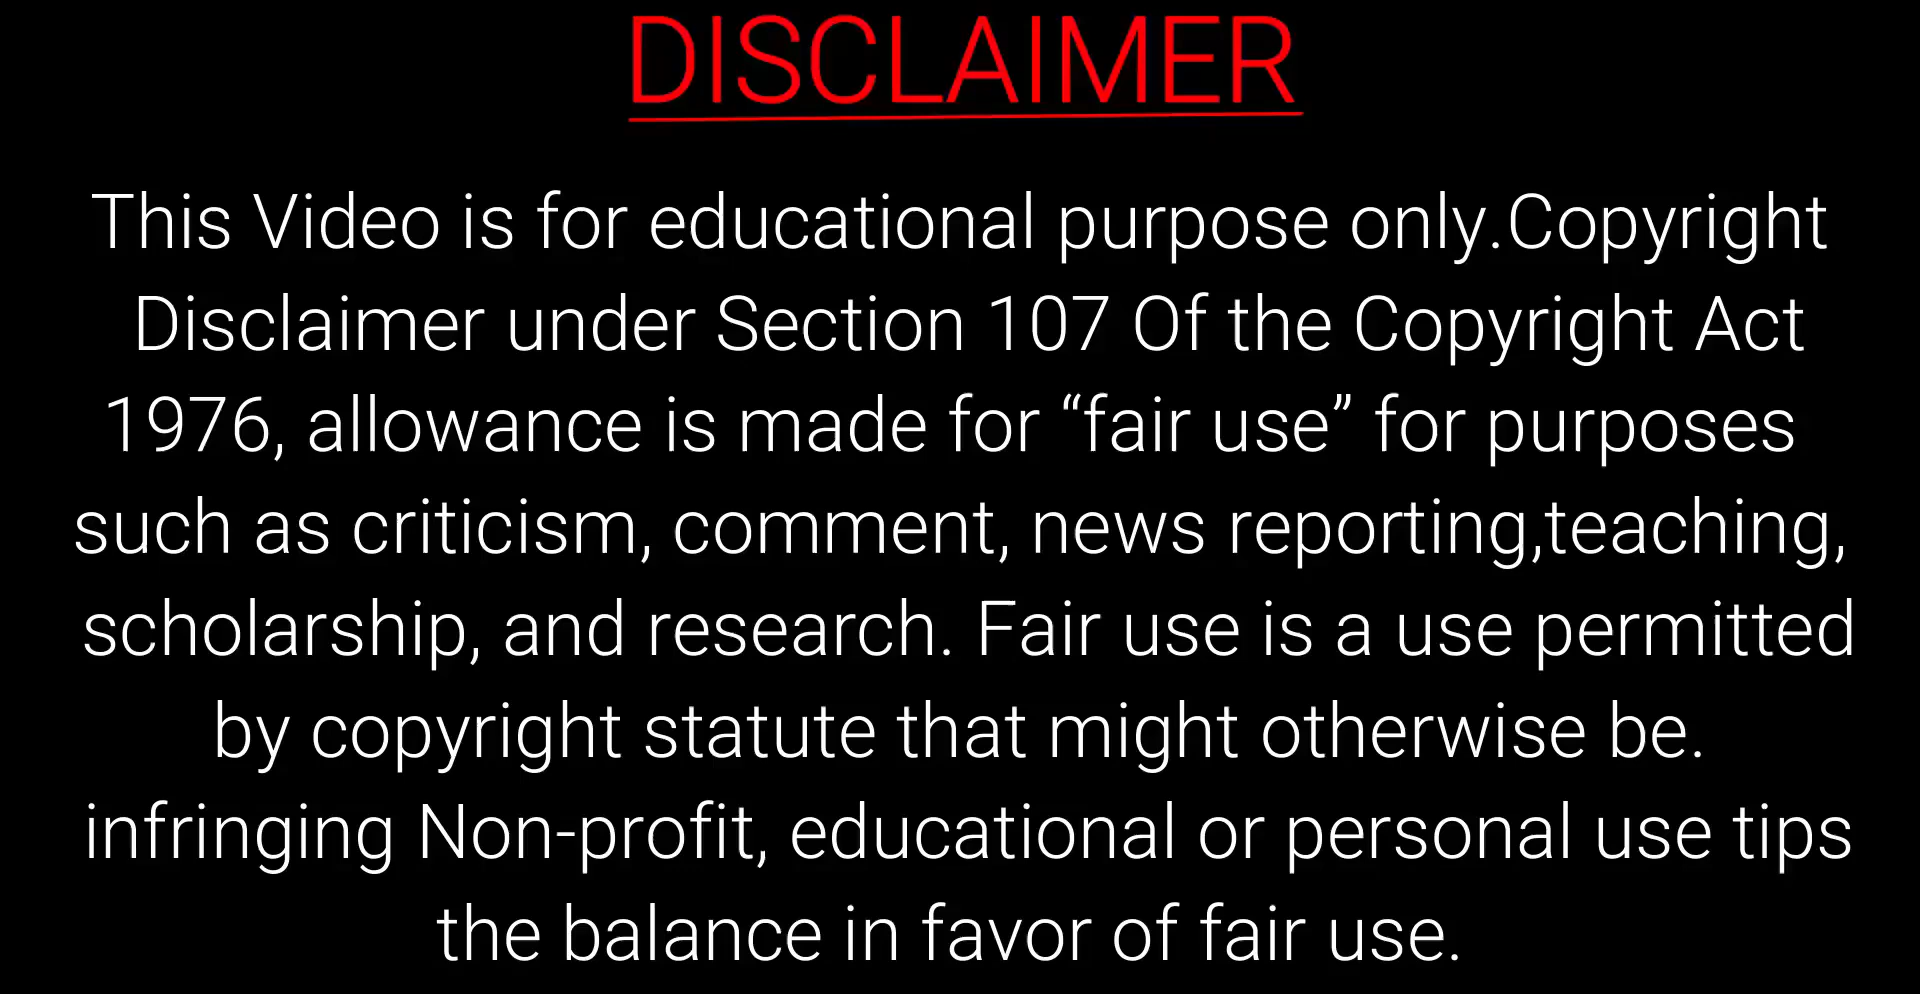 DISCLAIMER
This Video is for educational purpose only.Copyright
Disclaimer under Section 107 Of the Copyright Act
1976, allowance is made for “fair use” for purposes
such as criticism, comment, news reporting,teaching,
scholarship, and research. Fair use is a use permitted
by copyright statute that might otherwise be.
infringing Non-profit, educational or personal use tips
the balance in favor of fair use.